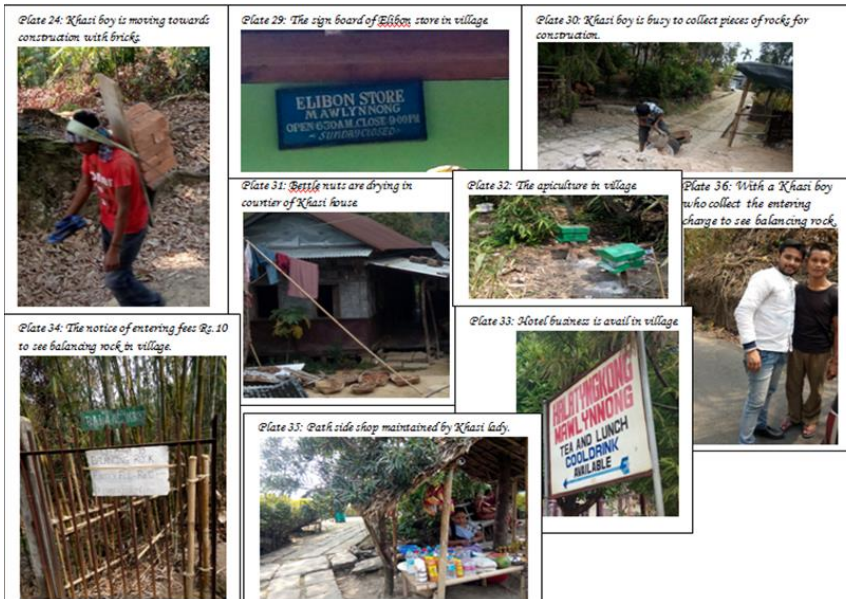 Plate 24: Khasi boy is moving towards
construction with bricks.
Plate 29: The sign board of Elibon store in village.
ELIBON STORE
MAWLYNNONG
OPEN 6:30AM. CLOSE 9:00PM
SUNDAY CLOSED
Plate 30: Khasi boy is busy to collect pieces of rocks for
construction.
Plate 31: Bettle nuts are drying in
countier of Khasi house.
Plate 32: The apiculture in village.
Plate 36: With a Khasi boy
who collect the entering
charge to see balancing rock.
Plate 34: The notice of entering fees Rs.10
to see balancing rock in village.
Plate 33: Hotel business is avail in village.
MAWLYNNONG
TEA AND LUNCH
COOLDRINK
AVAILABLE
Plate 35: Path side shop maintained by Khasi lady.